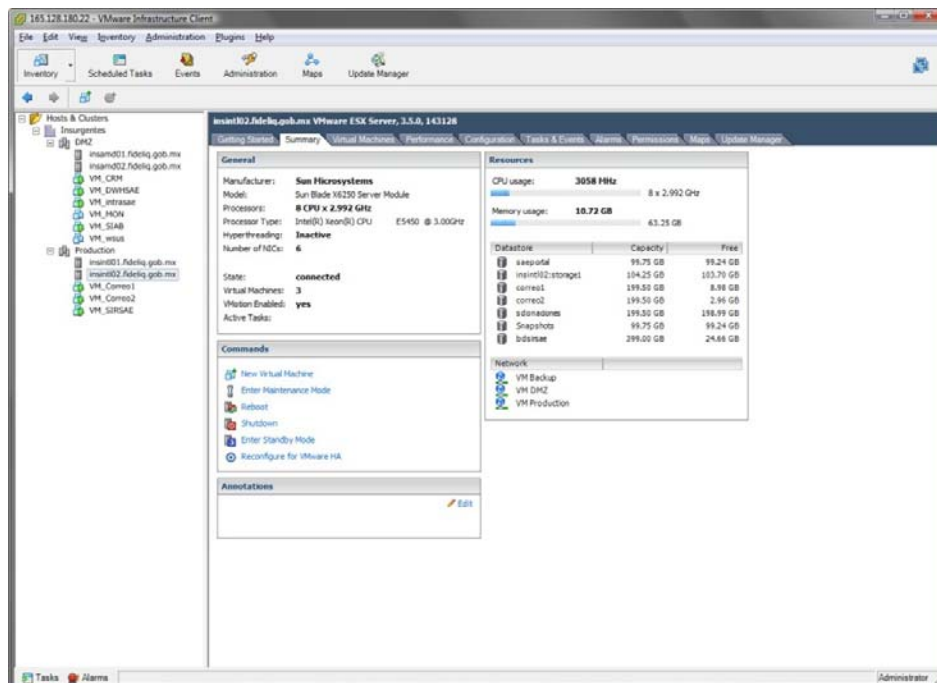 165.128.180.22 - VMware Infrastructure Client
File Edit View Inventory Administration Plugins Help
Inventory Scheduled Tasks Events Administration Maps Update Manager
Hosts & Clusters
Insurgentes
DMZ
insamd01.fideliq.gob.mx
insamd02.fideliq.gob.mx
VM_CRM
VM_DWHSAE
VM_intrasae
VM_MON
VM_SIAB
VM_wsus
Production
insintl01.fideliq.gob.mx
insintl02.fideliq.gob.mx
VM_Correo1
VM_Correo2
VM_SIRSAE
insintl02.fideliq.gob.mx VMware ESX Server, 3.5.0, 143128
Getting Started Summary Virtual Machines Performance Configuration Tasks & Events Alarms Permissions Maps Update Manager
General
Manufacturer: Sun Microsystems
Model: Sun Blade X6250 Server Module
Processors: 8 CPU x 2.992 GHz
Processor Type: Intel(R) Xeon(R) CPU E5450 @ 3.00GHz
Hyperthreading: Inactive
Number of NICs: 6
State: connected
Virtual Machines: 3
VMotion Enabled: yes
Active Tasks:
Commands
New Virtual Machine
Enter Maintenance Mode
Reboot
Shutdown
Enter Standby Mode
Reconfigure for VMware HA
Annotations
Edit
Resources
CPU usage: 3058 MHz
8 x 2.992 GHz
Memory usage: 10.72 GB
63.25 GB
Datastore Capacity Free
saeportal 99.75 GB 99.24 GB
insintl02:storage1 104.25 GB 103.70 GB
correo1 199.50 GB 8.98 GB
correo2 199.50 GB 2.96 GB
sdonadores 199.50 GB 198.99 GB
Snapshots 99.75 GB 99.24 GB
bdsirsae 299.00 GB 24.66 GB
Network
VM Backup
VM DMZ
VM Production
Tasks Alarms Administrator